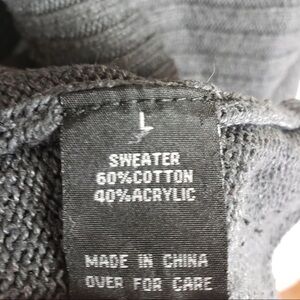 L
SWEATER
60%COTTON
40%ACRYLIC
MADE IN CHINA
OVER FOR CARE